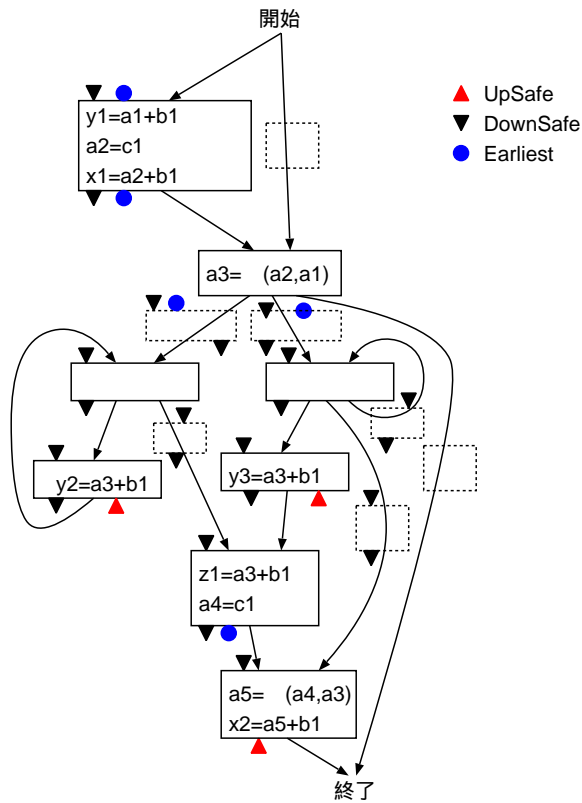 開始
UpSafe
DownSafe
Earliest
y1=a1+b1
a2=c1
x1=a2+b1
a3= (a2,a1)
y2=a3+b1
y3=a3+b1
z1=a3+b1
a4=c1
a5= (a4,a3)
x2=a5+b1
終了